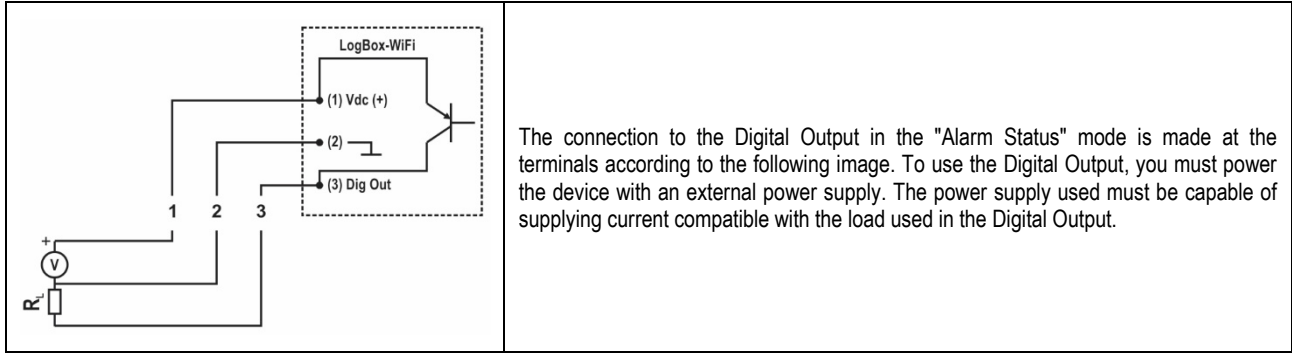 LogBox-WiFi
(1) Vdc (+)
(2)
(3) Dig Out
1 2 3
+
V
RL
The connection to the Digital Output in the "Alarm Status" mode is made at the
terminals according to the following image. To use the Digital Output, you must power
the device with an external power supply. The power supply used must be capable of
supplying current compatible with the load used in the Digital Output.